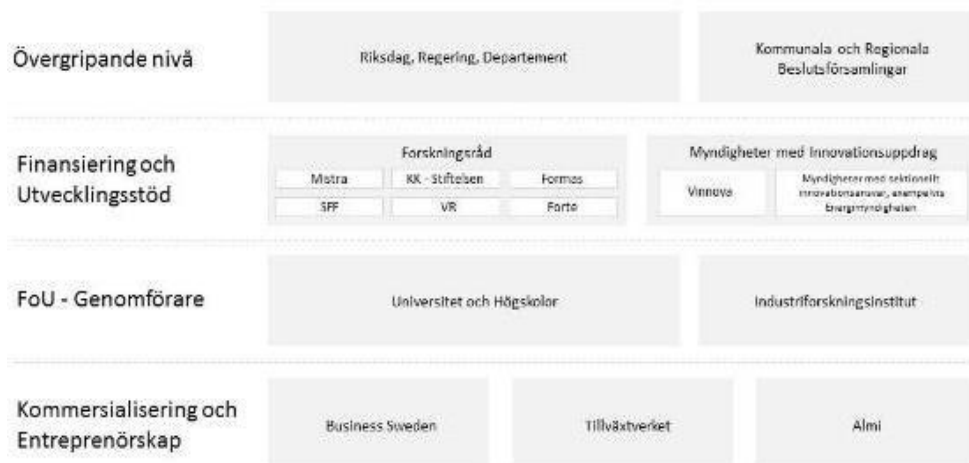 Övergripande nivå
Riksdag, Regering, Departement
Kommunala och Regionala
Beslutsförsamlingar
Finansiering och
Utvecklingsstöd
Forskningsråd
Mistra
KK - Stiftelsen
Formas
SFF
VR
Forte
Myndigheter med Innovationsuppdrag
Vinnova
Myndigheter med sektoriellt
innovationsansvar, exempelvis
Energimyndigheten
FoU - Genomförare
Universitet och Högskolor
Industriforskningsinstitut
Kommersialisering och
Entreprenörskap
Business Sweden
Tillväxtverket
Almi